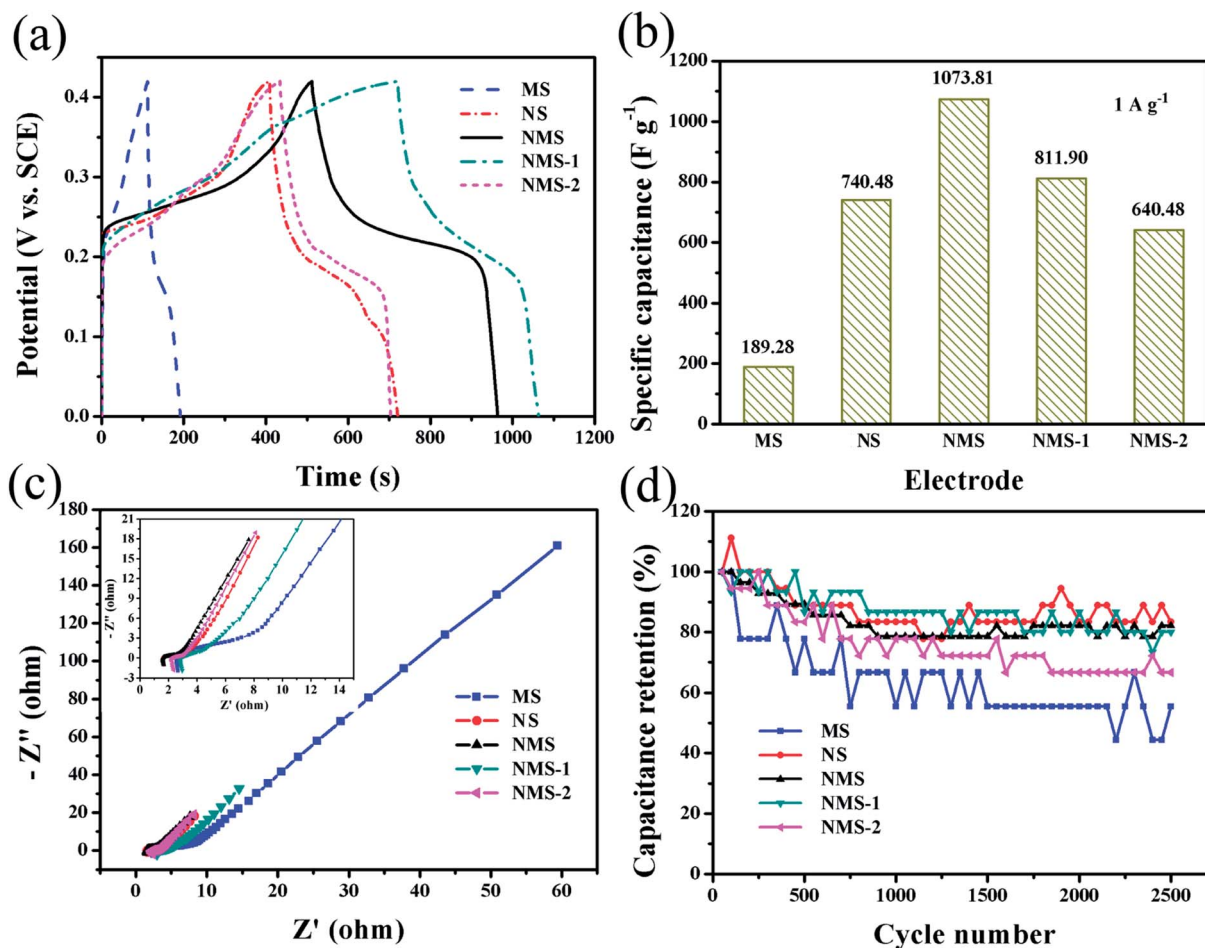 (a)
Potential (V vs. SCE)
0.4
0.3
0.2
0.1
0.0
0 200 400 600 800 1000 1200
Time (s)
MS
NS
NMS
NMS-1
NMS-2
(b)
Specific capacitance (F g⁻¹)
1200
1000
800
600
400
200
0
1073.81
1 A g⁻¹
811.90
740.48
640.48
189.28
MS NS NMS NMS-1 NMS-2
Electrode
(c)
- Z" (ohm)
180
160
140
120
100
80
60
40
20
0
0 10 20 30 40 50 60
Z' (ohm)
- Z" (ohm)
21
18
15
12
9
6
3
0
-3
0 2 4 6 8 10 12 14
Z' (ohm)
MS
NS
NMS
NMS-1
NMS-2
(d)
Capacitance retention (%)
120
100
80
60
40
20
0
0 500 1000 1500 2000 2500
Cycle number
MS
NS
NMS
NMS-1
NMS-2